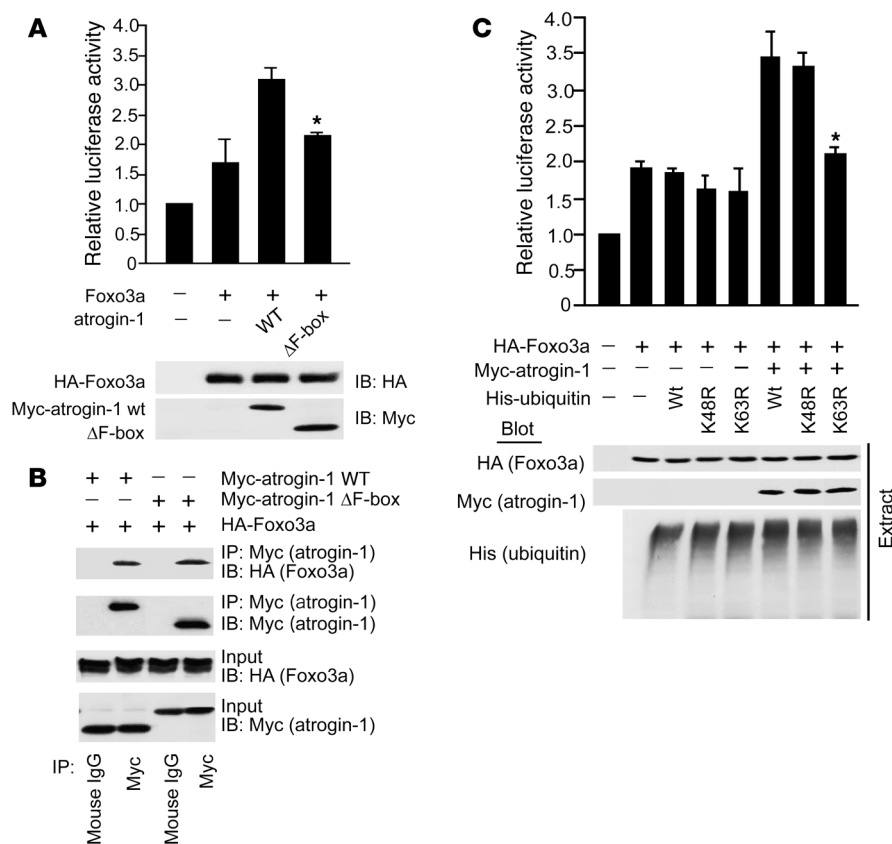 A
Relative luciferase activity
4.0
3.5
3.0
2.5
2.0
1.5
1.0
0.5
0
*
Foxo3a – + + +
atrogin-1 – – WT ΔF-box
HA-Foxo3a IB: HA
Myc-atrogin-1 wt
ΔF-box
IB: Myc
B
+ + – – Myc-atrogin-1 WT
– – + + Myc-atrogin-1 ΔF-box
+ + + + HA-Foxo3a
IP: Myc (atrogin-1)
IB: HA (Foxo3a)
IP: Myc (atrogin-1)
IB: Myc (atrogin-1)
Input
IB: HA (Foxo3a)
Input
IB: Myc (atrogin-1)
IP: Mouse IgG Myc Mouse IgG Myc
C
Relative luciferase activity
4.0
3.5
3.0
2.5
2.0
1.5
1.0
0.5
0
*
HA-Foxo3a – + + + + + + +
Myc-atrogin-1 – – – – – + + +
His-ubiquitin – – Wt K48R K63R Wt K48R K63R
Blot
HA (Foxo3a)
Myc (atrogin-1)
His (ubiquitin)
Extract